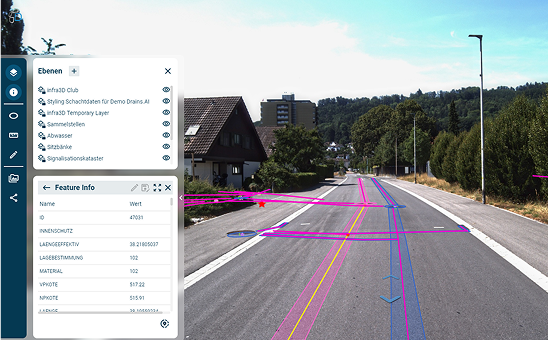 Ebenen
Infra3D Club
Styling Schachtdaten für Demo Drains.AI
Infra3D Temporary Layer
Sammelstellen
Abwasser
Sitzbänke
Signalisationskataster
Feature Info
Name Wert
ID 47031
INNENSCHUTZ
LAENGEEFFEKTIV 38.21805037
LAGEBESTIMMUNG 102
MATERIAL 102
VPKOTE 517.22
NPKOTE 515.91